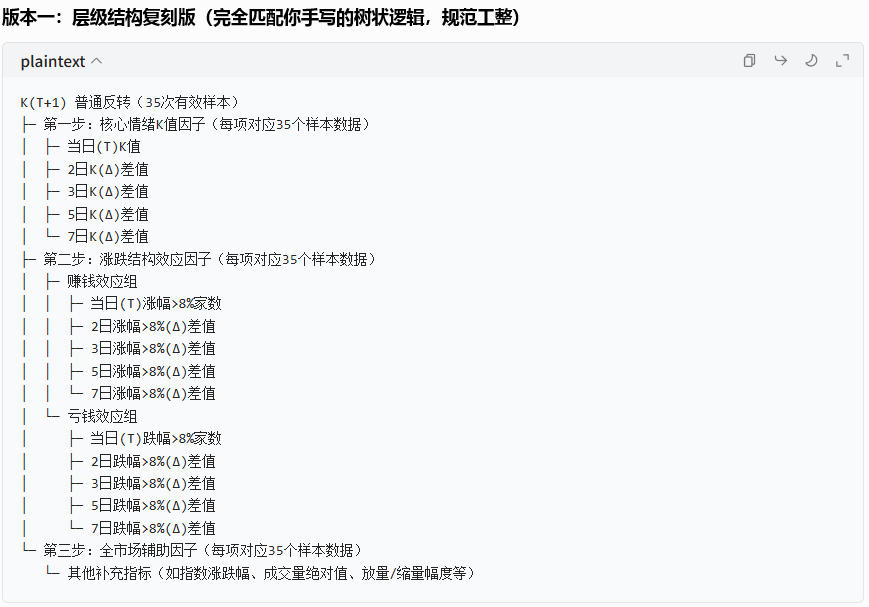 版本一：层级结构复刻版（完全匹配你手写的树状逻辑，规范工整）
plaintext
K(T+1) 普通反转（35次有效样本）
├─ 第一步：核心情绪K值因子（每项对应35个样本数据）
│  ├─ 当日(T)K值
│  ├─ 2日K(Δ)差值
│  ├─ 3日K(Δ)差值
│  ├─ 5日K(Δ)差值
│  └─ 7日K(Δ)差值
├─ 第二步：涨跌结构效应因子（每项对应35个样本数据）
│  ├─ 赚钱效应组
│  │  ├─ 当日(T)涨幅>8%家数
│  │  ├─ 2日涨幅>8%(Δ)差值
│  │  ├─ 3日涨幅>8%(Δ)差值
│  │  ├─ 5日涨幅>8%(Δ)差值
│  │  └─ 7日涨幅>8%(Δ)差值
│  └─ 亏钱效应组
│     ├─ 当日(T)跌幅>8%家数
│     ├─ 2日跌幅>8%(Δ)差值
│     ├─ 3日跌幅>8%(Δ)差值
│     ├─ 5日跌幅>8%(Δ)差值
│     └─ 7日跌幅>8%(Δ)差值
└─ 第三步：全市场辅助因子（每项对应35个样本数据）
   └─ 其他补充指标（如指数涨跌幅、成交量绝对值、放量/缩量幅度等）